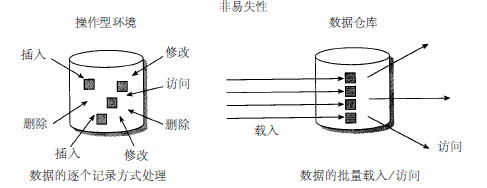 非易失性
操作型环境
数据仓库
插入
修改
访问
删除
删除
插入
修改
载入
访问
数据的逐个记录方式处理
数据的批量载入/访问